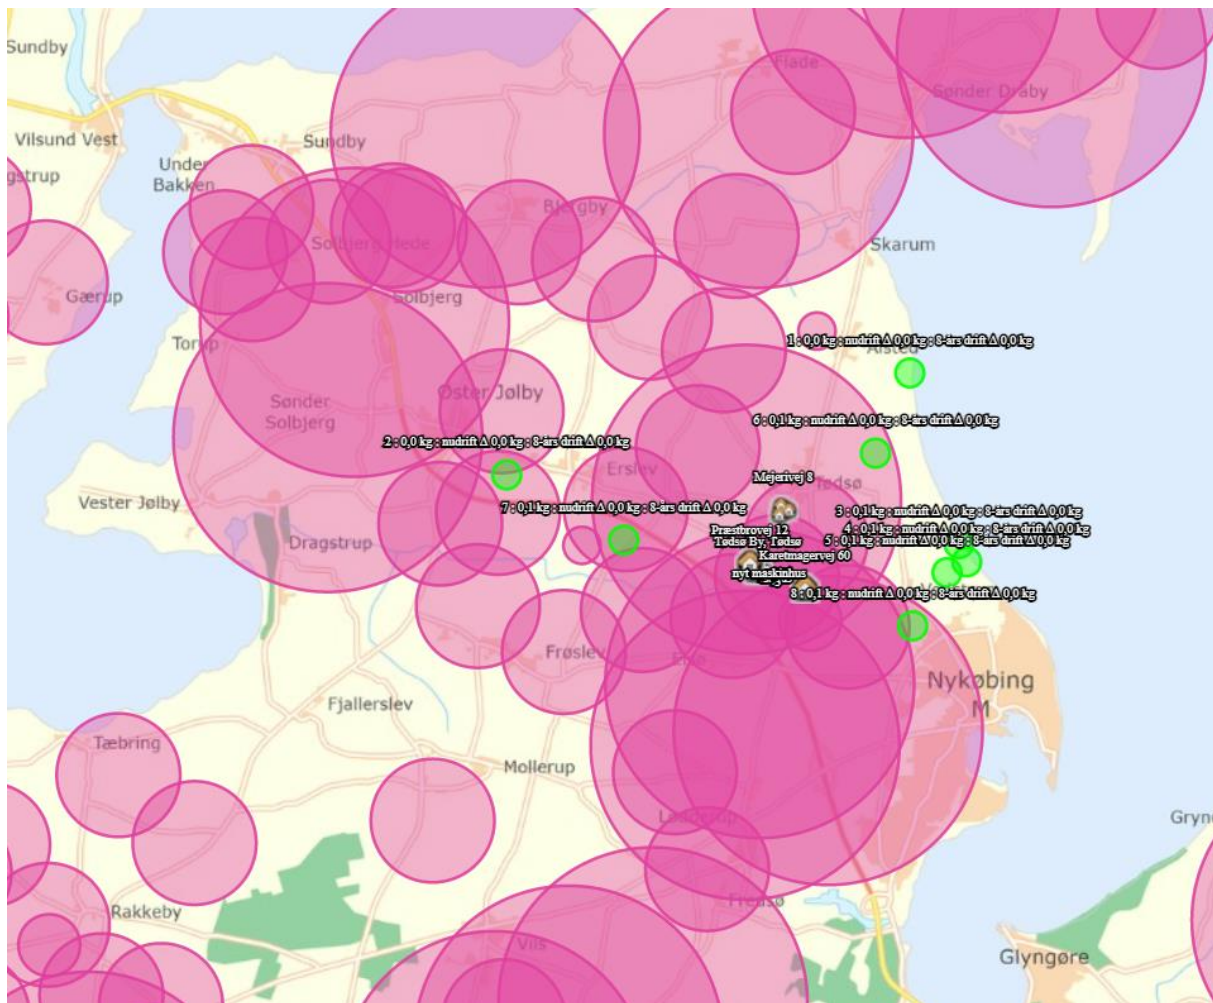 Sundby
Flade
Sønder Dråby
Vilsund Vest
Sundby
gstrup
Under
Bakken
Bjergby
Solbjerg Hede
Skarum
Gærup
Solbjerg
Torup
1 : 0,0 kg : nudrift Δ 0,0 kg : 8-års drift Δ 0,0 kg
Alsted
Øster Jølby
Sønder
Solbjerg
6 : 0,1 kg : nudrift Δ 0,0 kg : 8-års drift Δ 0,0 kg
2 : 0,0 kg : nudrift Δ 0,0 kg : 8-års drift Δ 0,0 kg
Erslev
Mejerivej 8
Tødsø
Vester Jølby
7 : 0,1 kg : nudrift Δ 0,0 kg : 8-års drift Δ 0,0 kg
3 : 0,1 kg : nudrift Δ 0,0 kg : 8-års drift Δ 0,0 kg
Præstbrovej 12
4 : 0,1 kg : nudrift Δ 0,0 kg : 8-års drift Δ 0,0 kg
Dragstrup
Tødsø By, Tødsø
5 : 0,1 kg : nudrift Δ 0,0 kg : 8-års drift Δ 0,0 kg
Karetmagervej 60
nyt maskinhus
8 : 0,1 kg : nudrift Δ 0,0 kg : 8-års drift Δ 0,0 kg
Frøslev
Nykøbing
M
Fjallerslev
Tæbring
Mollerup
Lødderup
Gryn
Fredsø
Rakkeby
Vils
Glyngøre